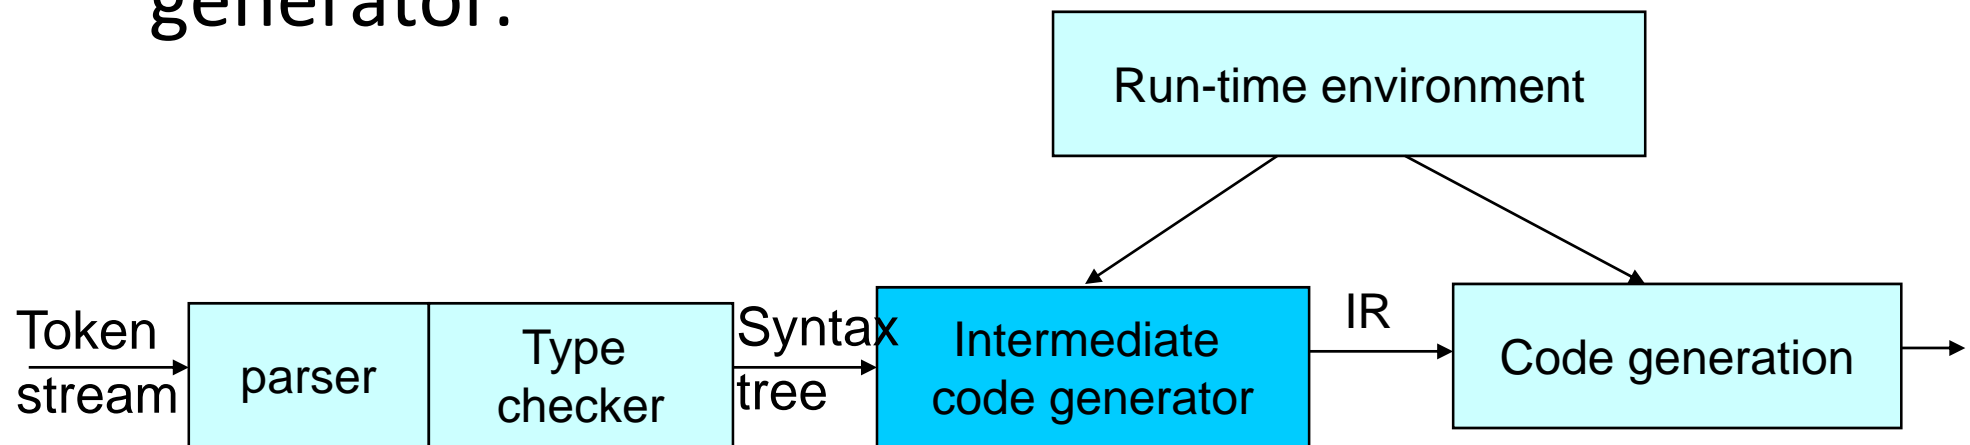 generator.
Run-time environment
Token
stream
parser
Type
checker
Syntax
tree
Intermediate
code generator
IR
Code generation